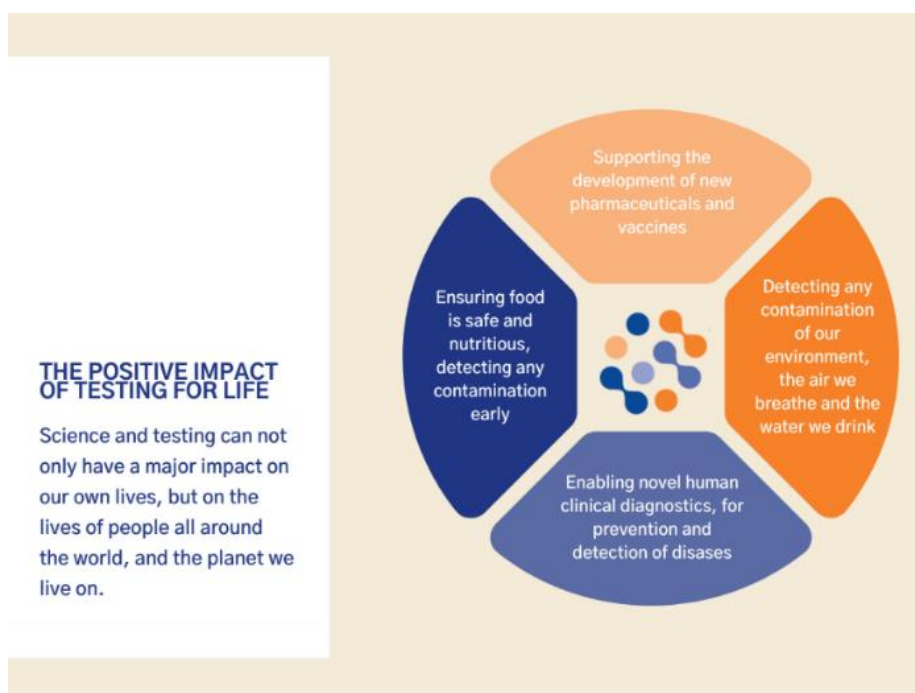 THE POSITIVE IMPACT
OF TESTING FOR LIFE
Science and testing can not
only have a major impact on
our own lives, but on the
lives of people all around
the world, and the planet we
live on.
Supporting the
development of new
pharmaceuticals and
vaccines
Ensuring food
is safe and
nutritious,
detecting any
contamination
early
Detecting any
contamination
of our
environment,
the air we
breathe and the
water we drink
Enabling novel human
clinical diagnostics, for
prevention and
detection of disases